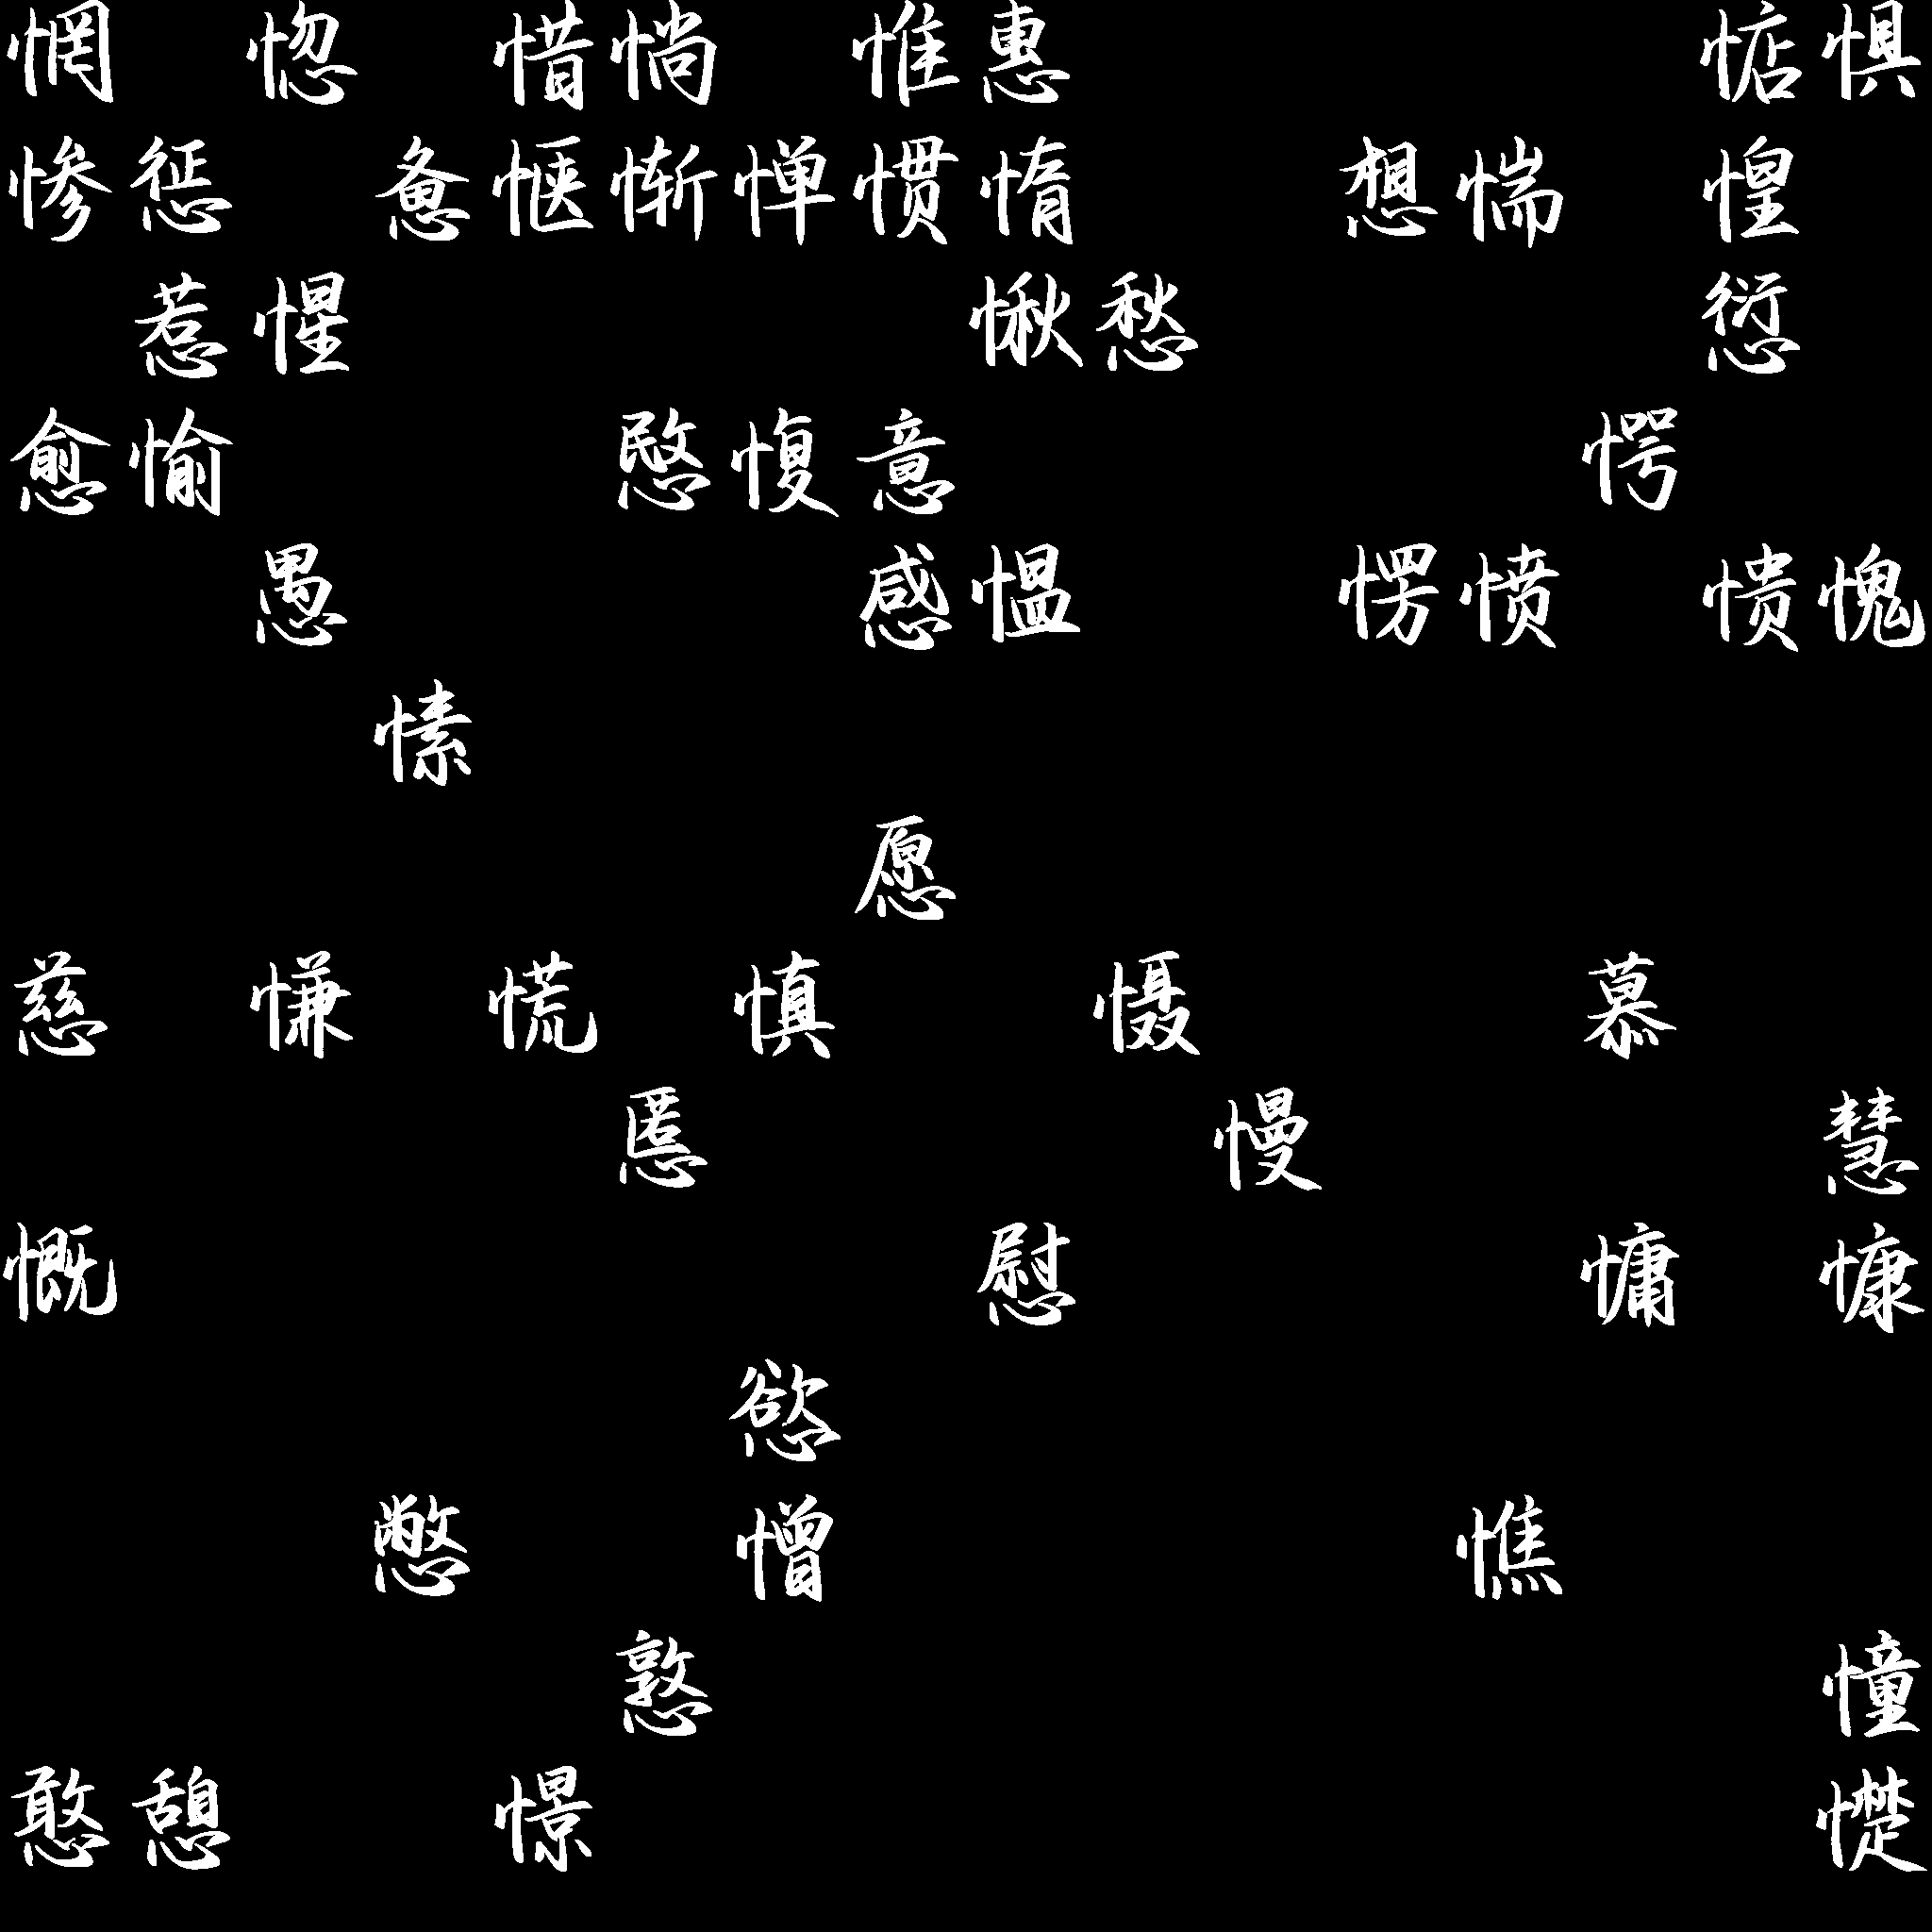 惘惚惜惝惟惠惦惧
惨惩惫惬惭惮惯惰想惴惶
惹惺愀愁愆
愈愉愍愎意愕
愚感愠愣愤愦愧
愫
愿
慈慊慌慎慑慕
慝慢慧
慨慰慵慷
慾
憋憎憔
憝憧
憨憩憬憷